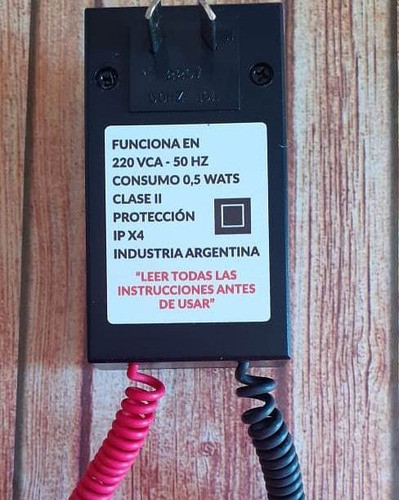 FUNCIONA EN
220 VCA - 50 HZ
CONSUMO 0,5 WATS
CLASE II
PROTECCIÓN
IP X4
INDUSTRIA ARGENTINA
"LEER TODAS LAS
INSTRUCCIONES ANTES
DE USAR"